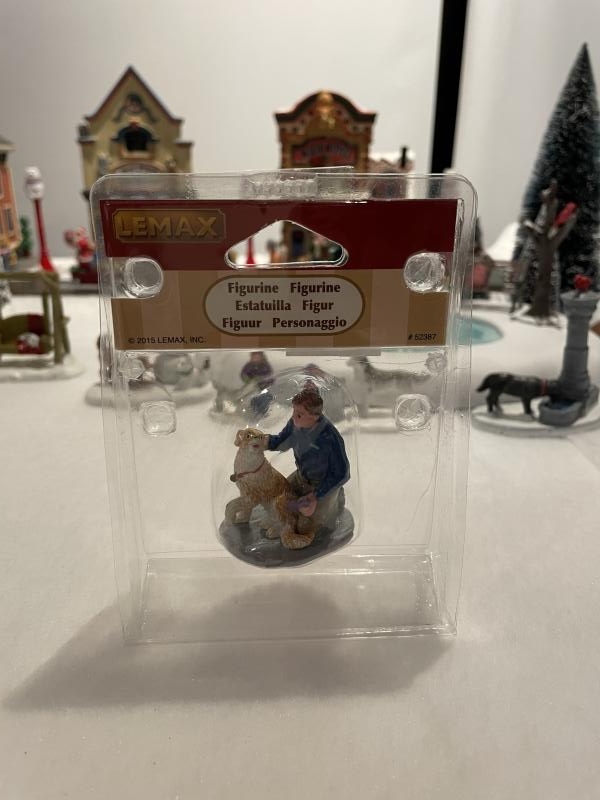 LEMAX
Figurine Figurine
Estatuilla Figur
Figuur Personaggio
© 2015 LEMAX, INC.
# 52387